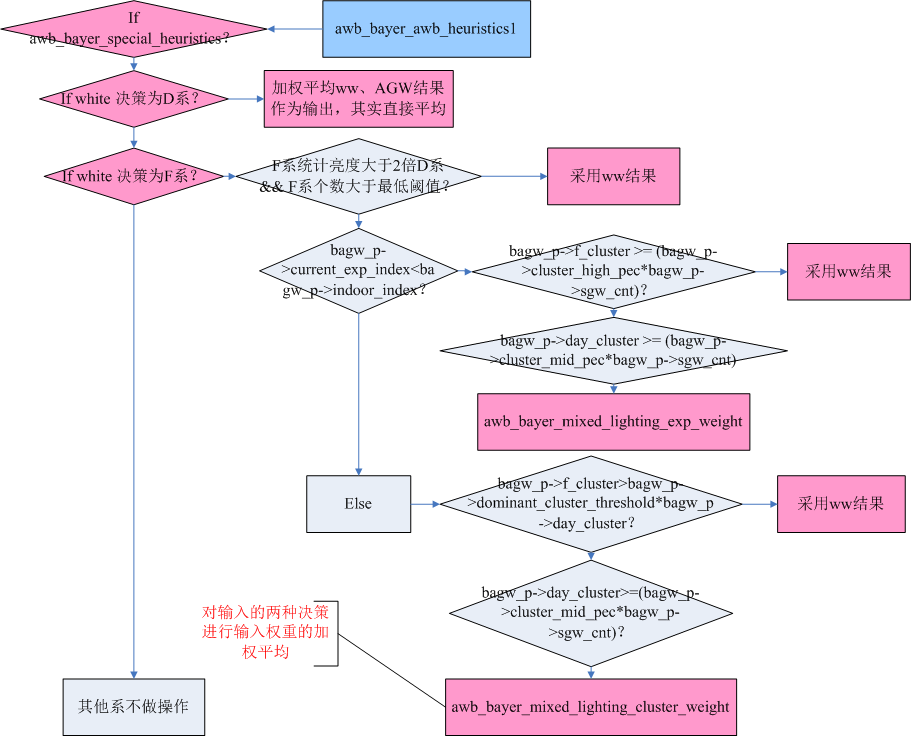 If
awb_bayer_special_heuristics?
awb_bayer_awb_heuristics1
If white 决策为D系?
加权平均ww、AGW结果
作为输出，其实直接平均
If white 决策为F系?
F系统计亮度大于2倍D系
&& F系个数大于最低阈值?
采用ww结果
bagw_p-
>current_exp_index<ba
gw_p->indoor_index?
bagw_p->f_cluster >= (bagw_p-
>cluster_high_pec*bagw_p-
>sgw_cnt)?
采用ww结果
bagw_p->day_cluster >= (bagw_p-
>cluster_mid_pec*bagw_p->sgw_cnt)
awb_bayer_mixed_lighting_exp_weight
Else
bagw_p->f_cluster>bagw_p-
>dominant_cluster_threshold*bagw_p
->day_cluster?
采用ww结果
bagw_p->day_cluster>=(bagw_p-
>cluster_mid_pec*bagw_p-
>sgw_cnt)?
对输入的两种决策
进行输入权重的加
权平均
其他系不做操作
awb_bayer_mixed_lighting_cluster_weight